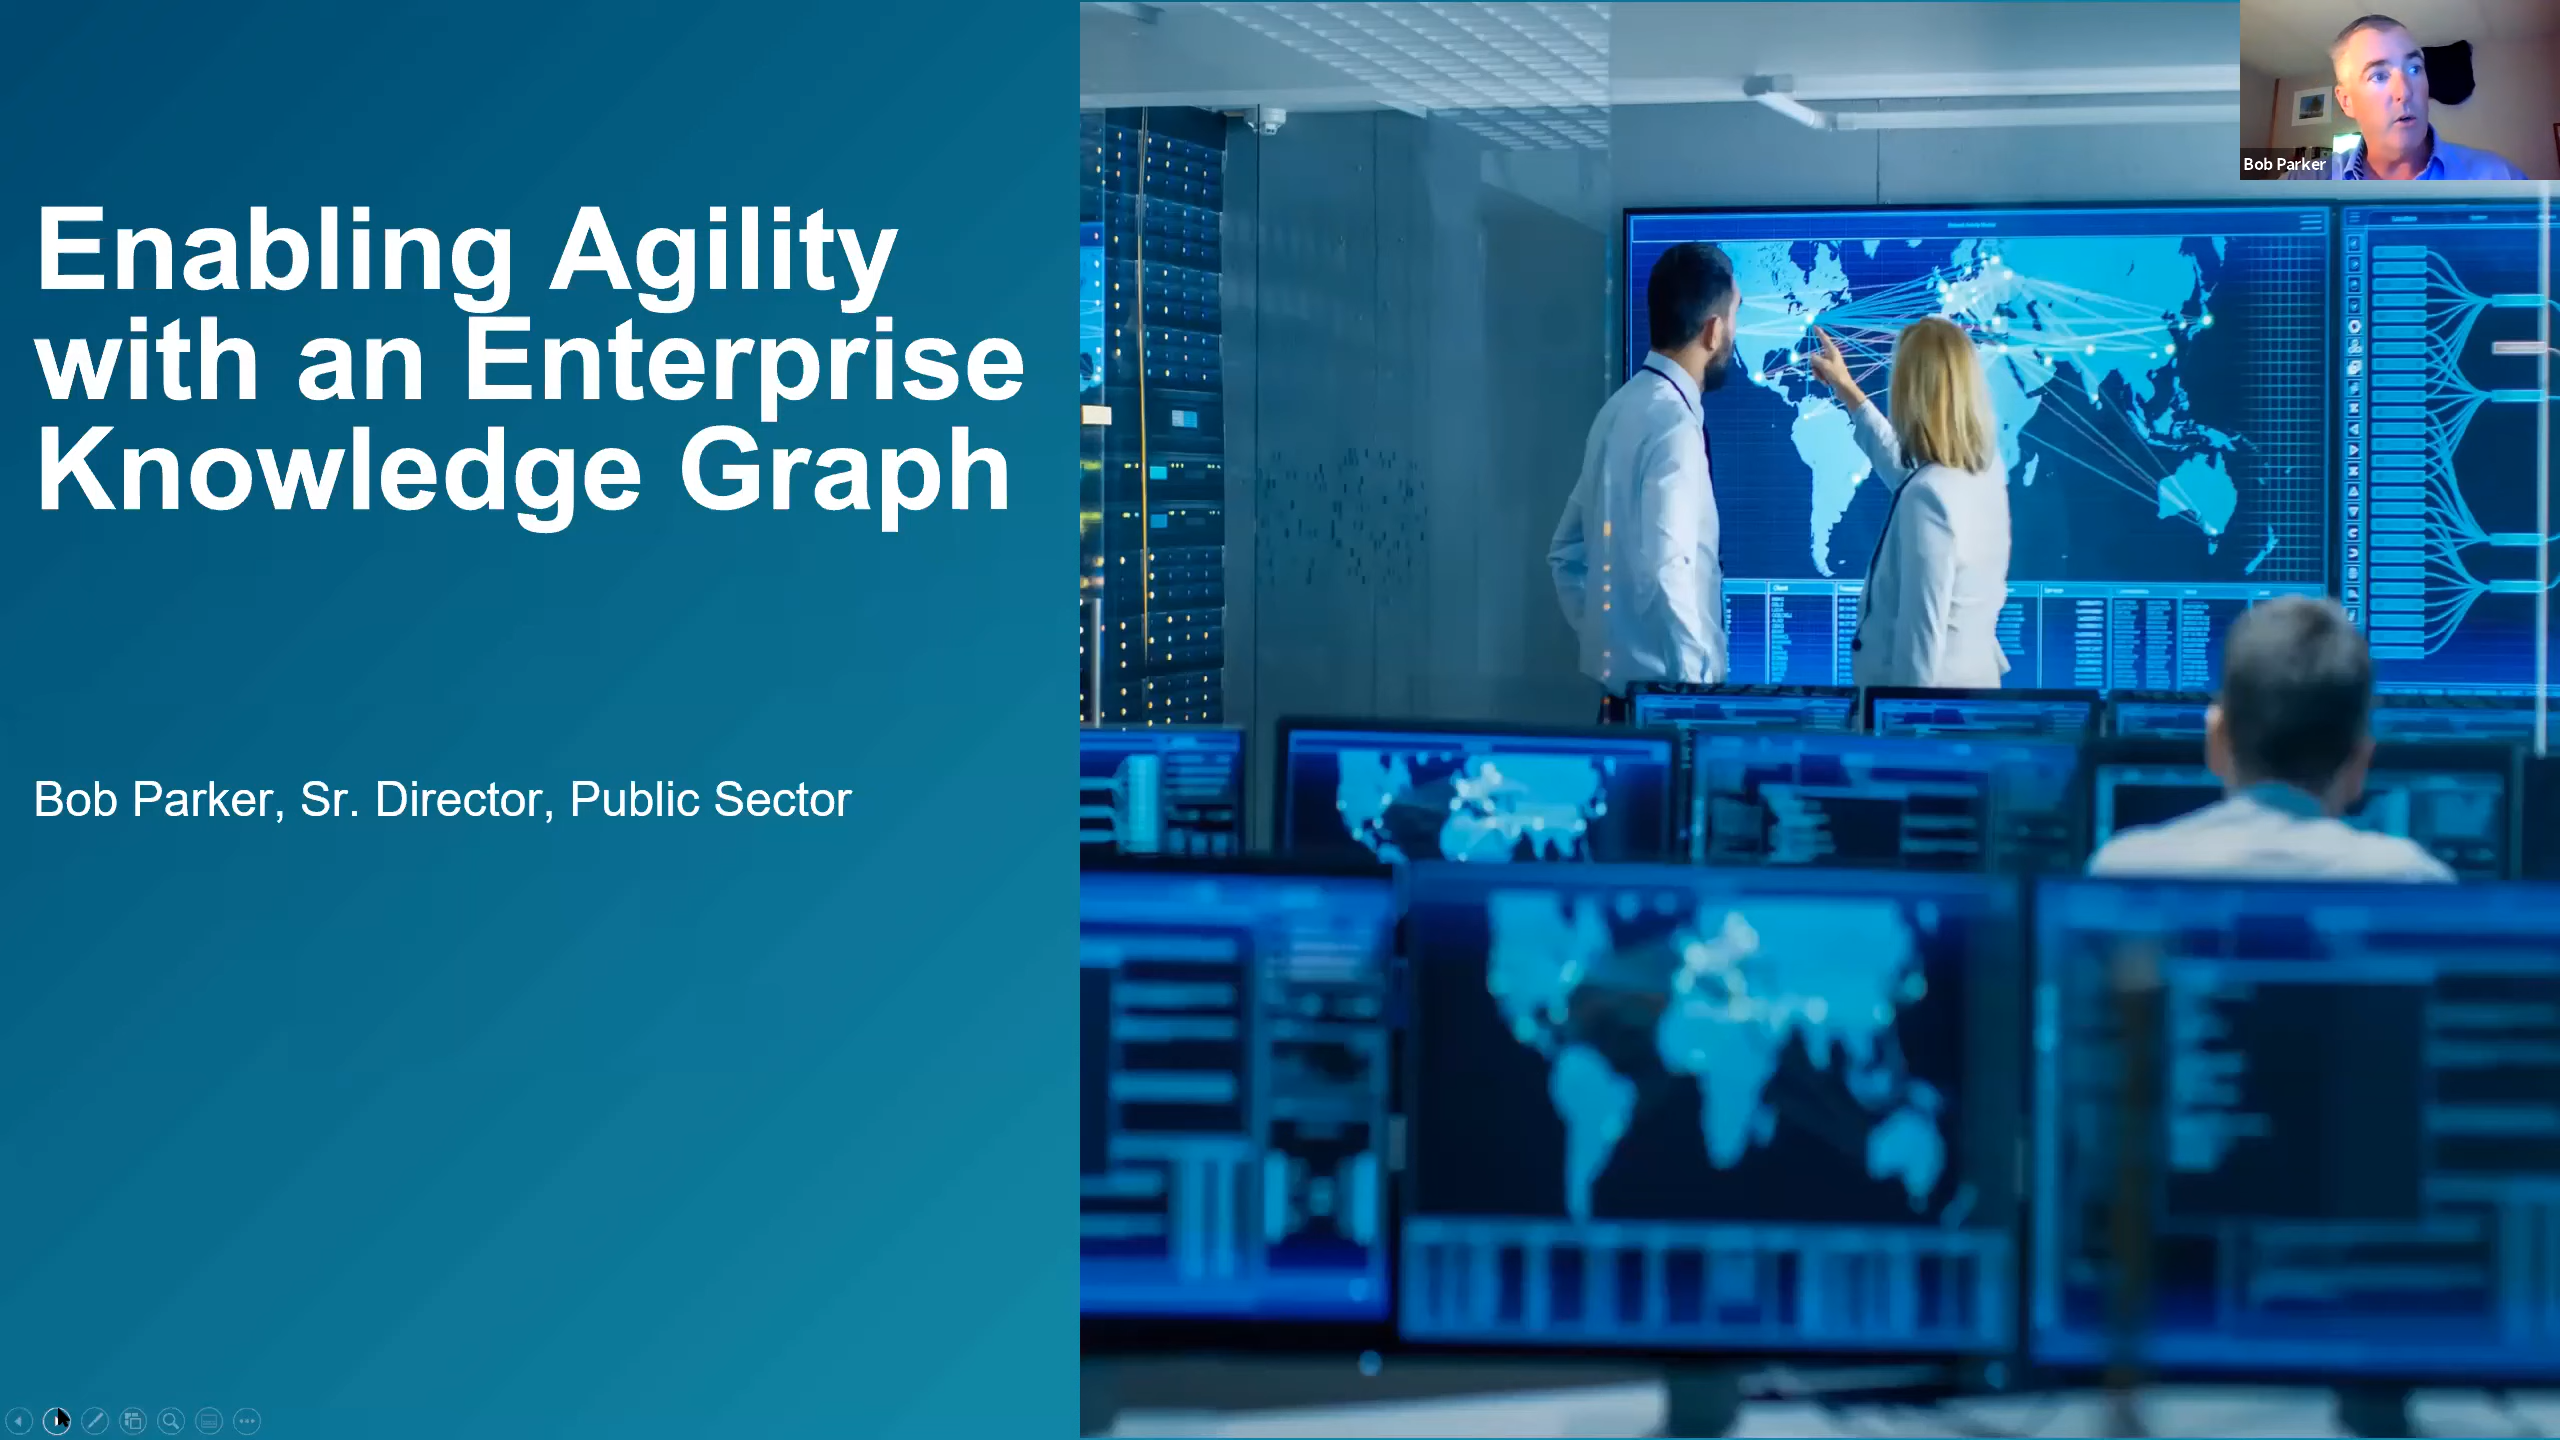 Enabling Agility
with an Enterprise
Knowledge Graph
Bob Parker, Sr. Director, Public Sector
Bob Parker